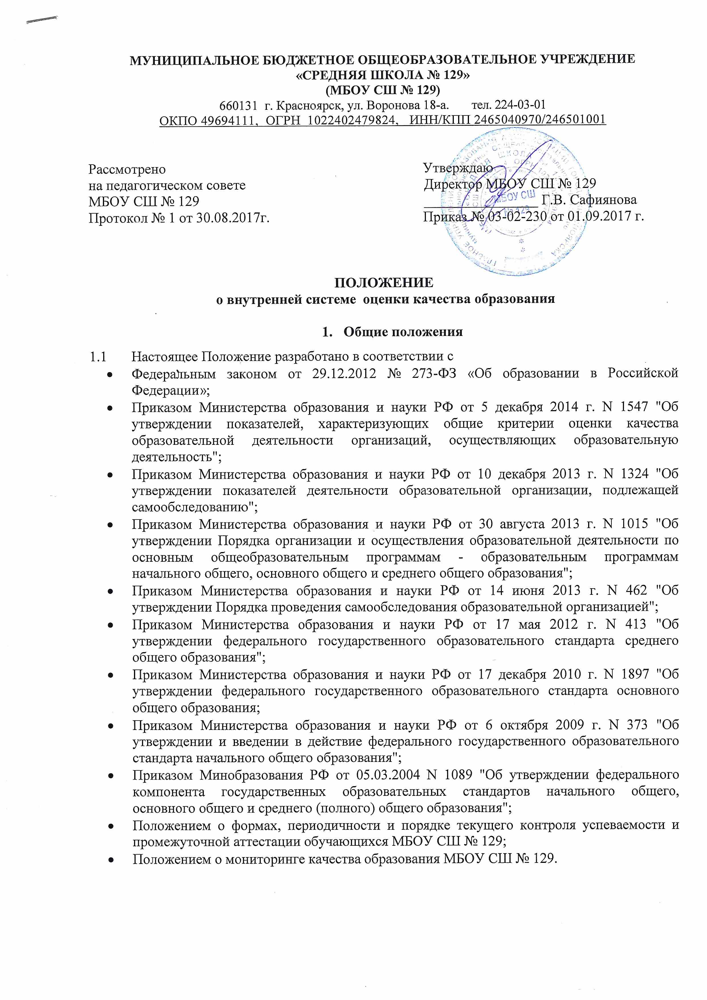 МУНИЦИПАЛЬНОЕ БЮДЖЕТНОЕ ОБЩЕОБРАЗОВАТЕЛЬНОЕ УЧРЕЖДЕНИЕ
«СРЕДНЯЯ ШКОЛА № 129»
(МБОУ СШ № 129)
660131 г. Красноярск, ул. Воронова 18-а. тел. 224-03-01
ОКПО 49694111, ОГРН 1022402479824, ИНН/КПП 2465040970/246501001
Рассмотрено
на педагогическом совете
МБОУ СШ № 129
Протокол № 1 от 30.08.2017г.
Утверждаю
Директор МБОУ СШ № 129
________________ Г.В. Сафиянова
Приказ № 03-02-230 от 01.09.2017 г.
МБОУ СШ
№ 129
ПОЛОЖЕНИЕ
о внутренней системе оценки качества образования
1. Общие положения
1.1 Настоящее Положение разработано в соответствии с
• Федеральным законом от 29.12.2012 № 273-ФЗ «Об образовании в Российской
Федерации»;
• Приказом Министерства образования и науки РФ от 5 декабря 2014 г. N 1547 "Об
утверждении показателей, характеризующих общие критерии оценки качества
образовательной деятельности организаций, осуществляющих образовательную
деятельность";
• Приказом Министерства образования и науки РФ от 10 декабря 2013 г. N 1324 "Об
утверждении показателей деятельности образовательной организации, подлежащей
самообследованию";
• Приказом Министерства образования и науки РФ от 30 августа 2013 г. N 1015 "Об
утверждении Порядка организации и осуществления образовательной деятельности по
основным общеобразовательным программам - образовательным программам
начального общего, основного общего и среднего общего образования";
• Приказом Министерства образования и науки РФ от 14 июня 2013 г. N 462 "Об
утверждении Порядка проведения самообследования образовательной организацией";
• Приказом Министерства образования и науки РФ от 17 мая 2012 г. N 413 "Об
утверждении федерального государственного образовательного стандарта среднего
общего образования";
• Приказом Министерства образования и науки РФ от 17 декабря 2010 г. N 1897 "Об
утверждении федерального государственного образовательного стандарта основного
общего образования;
• Приказом Министерства образования и науки РФ от 6 октября 2009 г. N 373 "Об
утверждении и введении в действие федерального государственного образовательного
стандарта начального общего образования";
• Приказом Минобразования РФ от 05.03.2004 N 1089 "Об утверждении федерального
компонента государственных образовательных стандартов начального общего,
основного общего и среднего (полного) общего образования";
• Положением о формах, периодичности и порядке текущего контроля успеваемости и
промежуточной аттестации обучающихся МБОУ СШ № 129;
• Положением о мониторинге качества образования МБОУ СШ № 129.